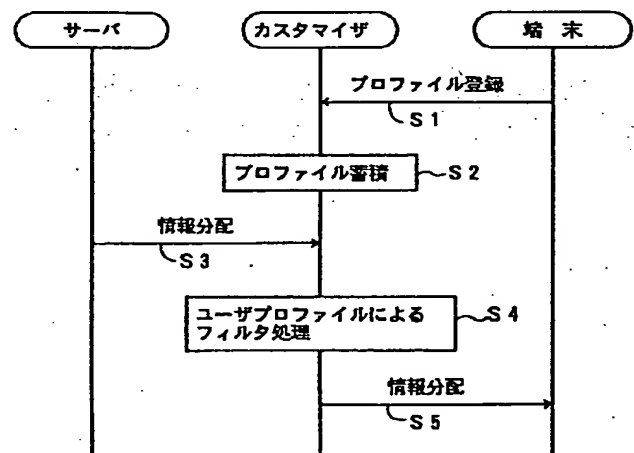 サーバ
カスタマイザ
端 末
プロファイル登録
S1
プロファイル蓄積
S2
情報分配
S3
ユーザプロファイルによる
フィルタ処理
S4
情報分配
S5